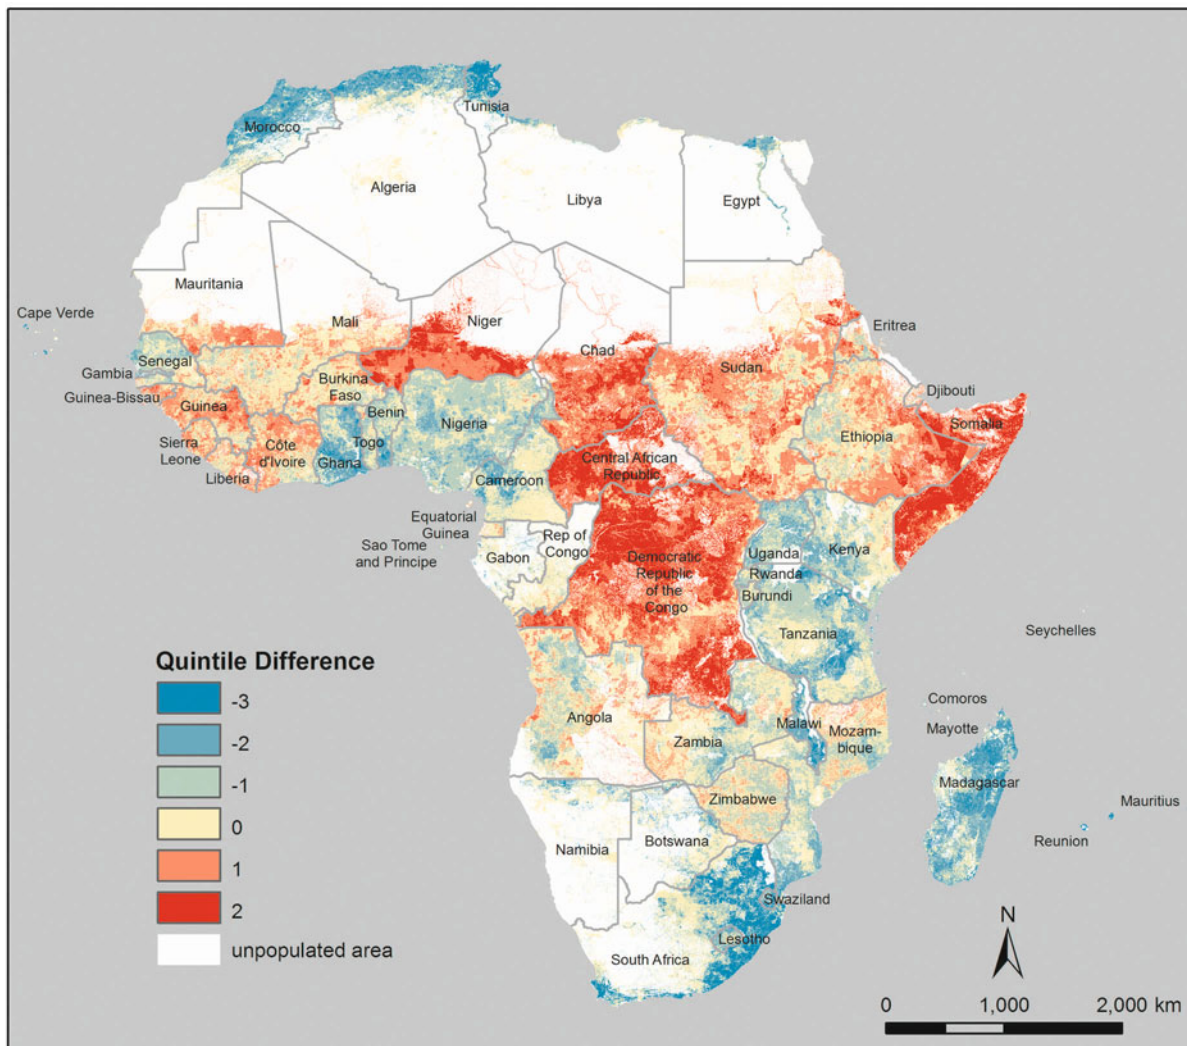 Morocco
Tunisia
Algeria
Libya
Egypt
Mauritania
Mali
Niger
Chad
Sudan
Eritrea
Cape Verde
Senegal
Gambia
Guinea-Bissau
Guinea
Sierra
Leone
Liberia
Côte
d'Ivoire
Burkina
Faso
Ghana
Togo
Benin
Nigeria
Cameroon
Central African
Republic
Djibouti
Somalia
Ethiopia
Equatorial
Guinea
Sao Tome
and Principe
Gabon
Rep of
Congo
Democratic
Republic
of the
Congo
Uganda
Kenya
Rwanda
Burundi
Tanzania
Seychelles
Comoros
Mayotte
Angola
Zambia
Malawi
Mozam-
bique
Zimbabwe
Madagascar
Mauritius
Reunion
Namibia
Botswana
Swaziland
Lesotho
South Africa
Quintile Difference
-3
-2
-1
0
1
2
unpopulated area
N
0 1,000 2,000 km